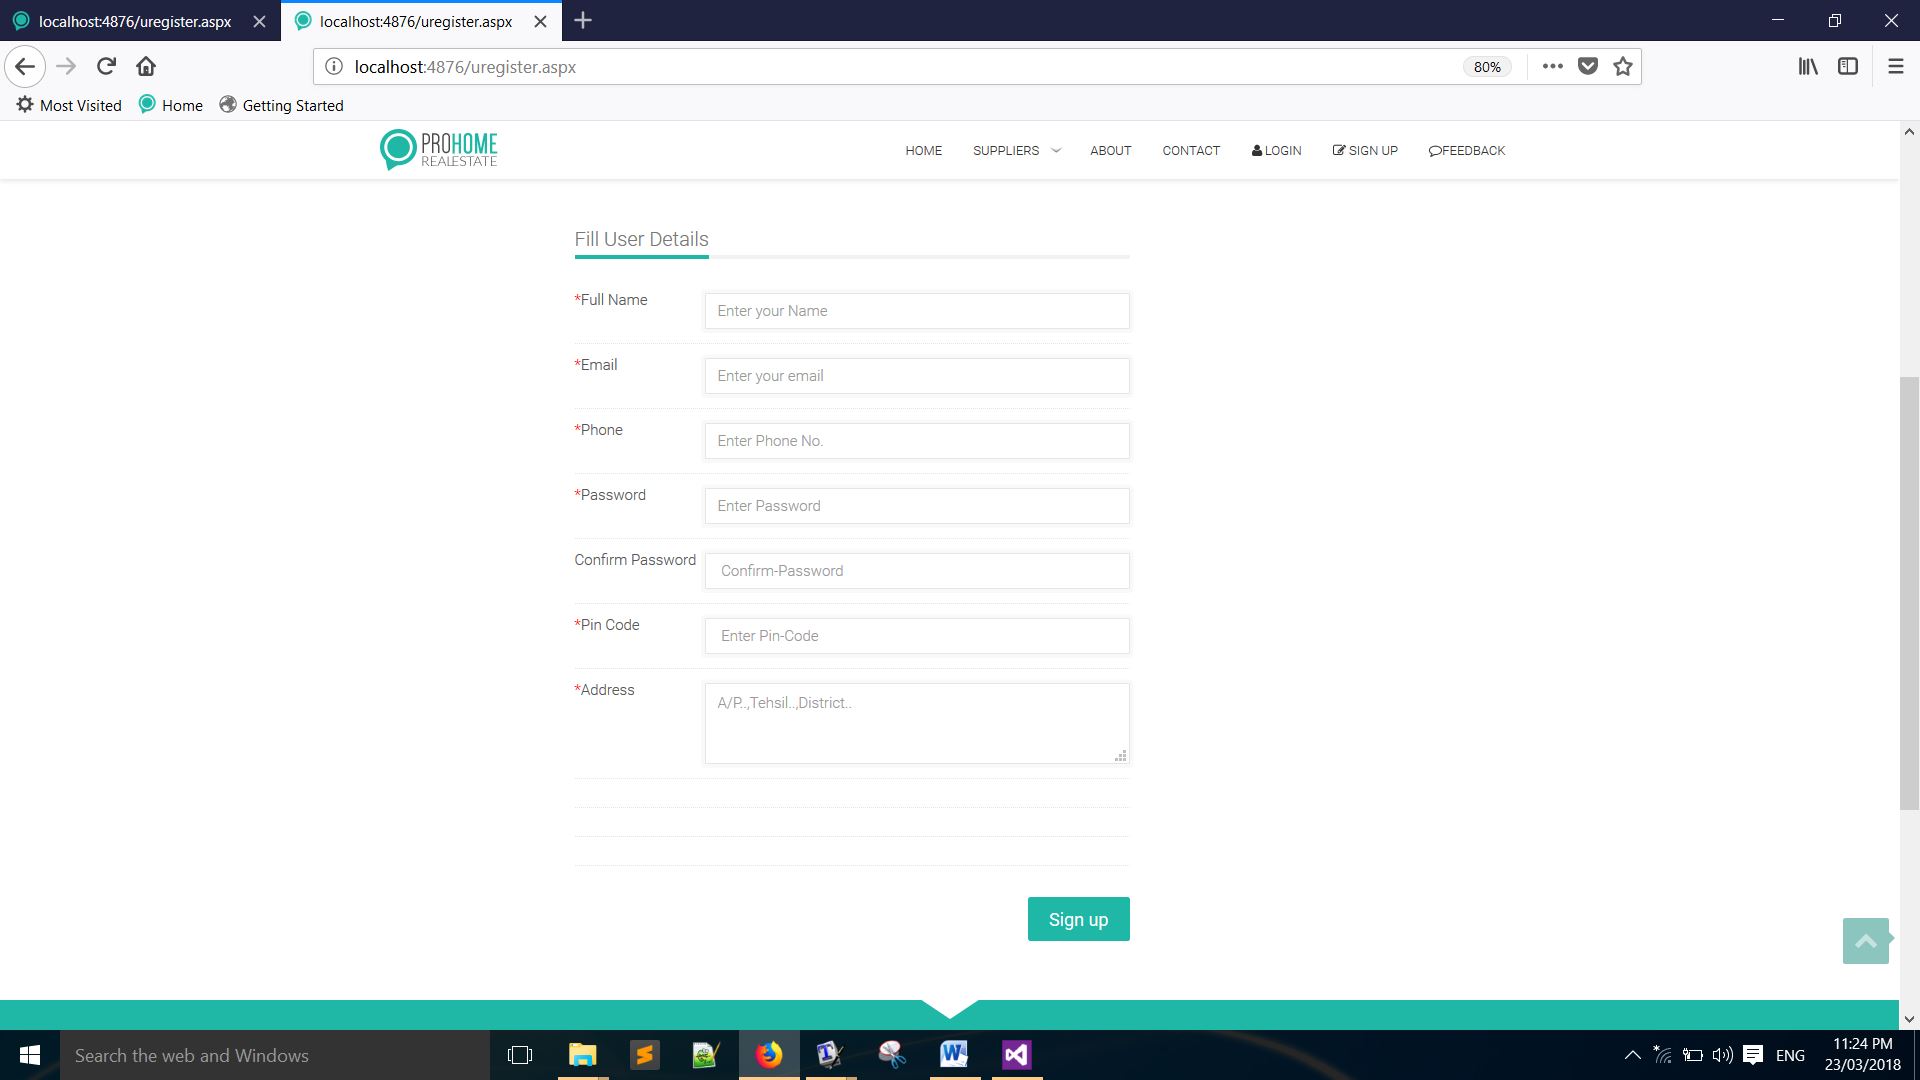 localhost:4876/uregister.aspx
localhost:4876/uregister.aspx
localhost:4876/uregister.aspx
80%
Most Visited
Home
Getting Started
PROHOME
REALESTATE
HOME
SUPPLIERS
ABOUT
CONTACT
LOGIN
SIGN UP
FEEDBACK
Fill User Details
*Full Name
Enter your Name
*Email
Enter your email
*Phone
Enter Phone No.
*Password
Enter Password
Confirm Password
Confirm-Password
*Pin Code
Enter Pin-Code
*Address
A/P..,Tehsil..,District..
Sign up
Search the web and Windows
ENG
11:24 PM
23/03/2018